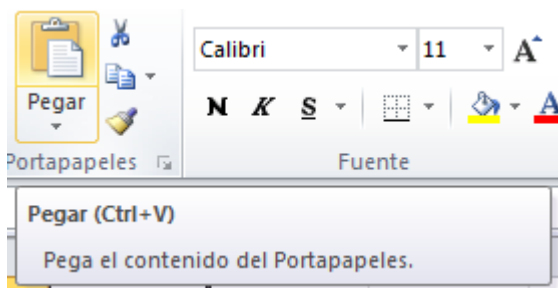 Calibri 11 A
Pegar N K S A
Portapapeles Fuente
Pegar (Ctrl+V)
Pega el contenido del Portapapeles.